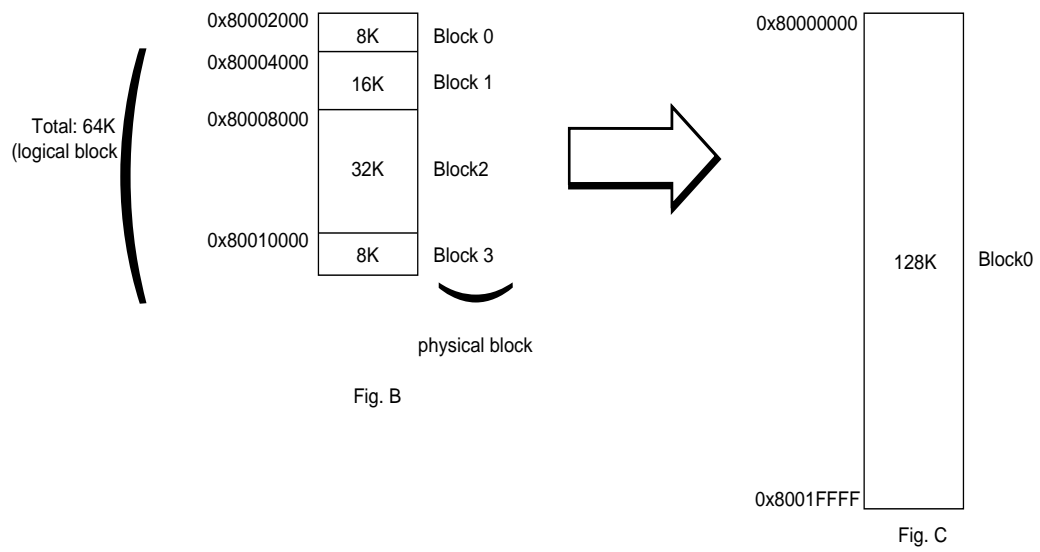 0x80002000
8K
Block 0
0x80004000
16K
Block 1
0x80008000
32K
Block2
0x80010000
8K
Block 3
Total: 64K
(logical block
physical block
Fig. B
0x80000000
128K
Block0
0x8001FFFF
Fig. C